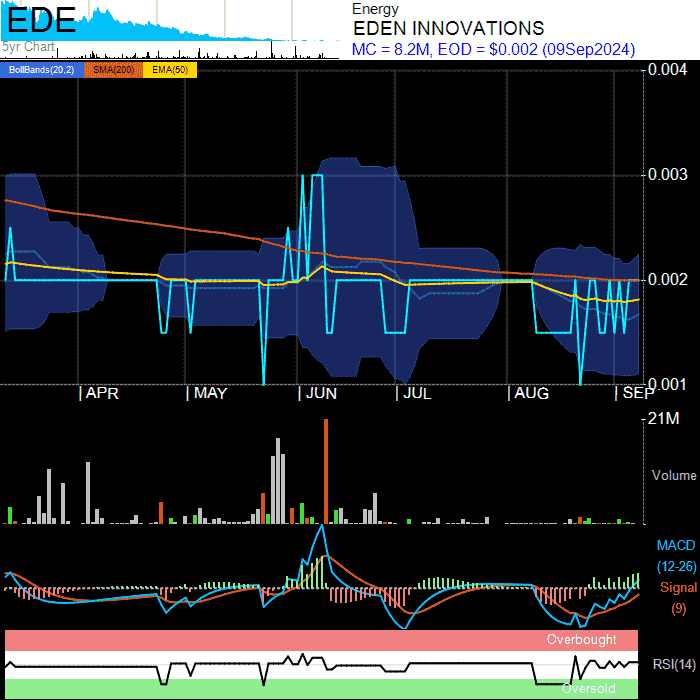 EDE
5yr Chart
Energy
EDEN INNOVATIONS
MC = 8.2M, EOD = $0.002 (09Sep2024)
BollBands(20,2) SMA(200) EMA(50)
0.004
0.003
0.002
0.001
| APR | MAY | JUN | JUL | AUG | SEP
21M
Volume
MACD
(12-26)
Signal
(9)
Overbought
RSI(14)
Oversold